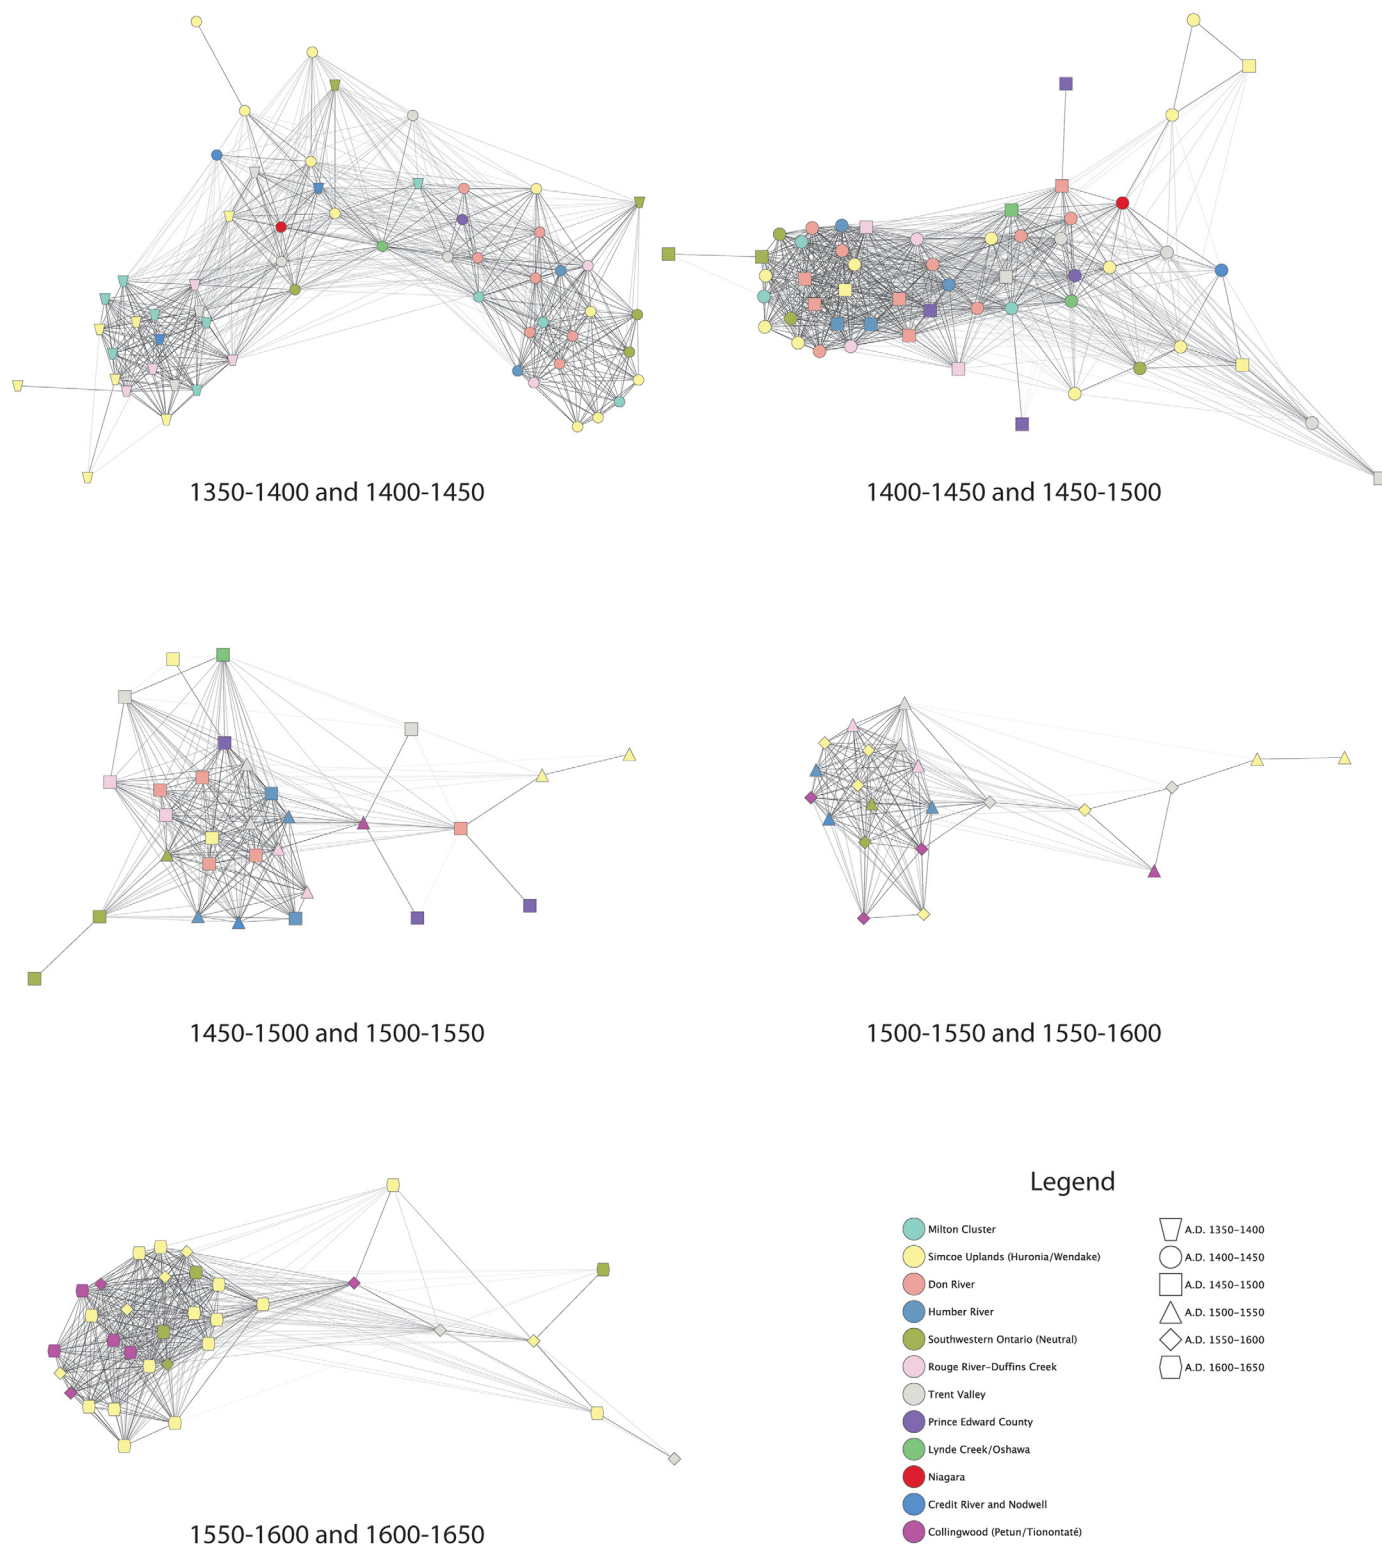 1350-1400 and 1400-1450
1400-1450 and 1450-1500
1450-1500 and 1500-1550
1500-1550 and 1550-1600
1550-1600 and 1600-1650
Legend
Milton Cluster
Simcoe Uplands (Huronia/Wendake)
Don River
Humber River
Southwestern Ontario (Neutral)
Rouge River–Duffins Creek
Trent Valley
Prince Edward County
Lynde Creek/Oshawa
Niagara
Credit River and Nodwell
Collingwood (Petun/Tionontaté)
A.D. 1350–1400
A.D. 1400–1450
A.D. 1450–1500
A.D. 1500–1550
A.D. 1550–1600
A.D. 1600–1650